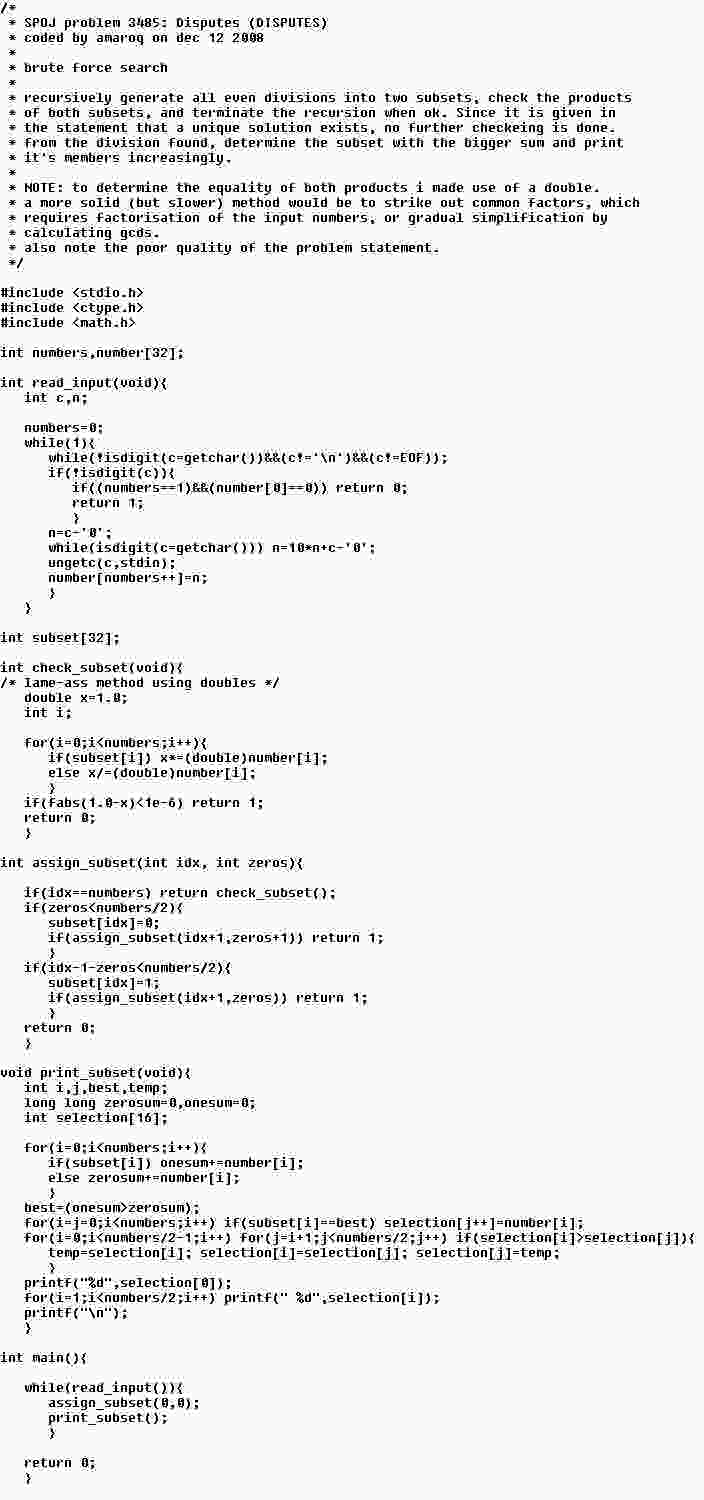 /*
 * SPOJ problem 3485: Disputes (DISPUTES)
 * coded by amaroq on dec 12 2008
 *
 * brute force search
 *
 * recursively generate all even divisions into two subsets, check the products
 * of both subsets, and terminate the recursion when ok. Since it is given in
 * the statement that a unique solution exists, no further checkeing is done.
 * from the division found, determine the subset with the bigger sum and print
 * it's members increasingly.
 *
 * NOTE: to determine the equality of both products i made use of a double.
 * a more solid (but slower) method would be to strike out common factors, which
 * requires factorisation of the input numbers, or gradual simplification by
 * calculating gcds.
 * also note the poor quality of the problem statement.
 */

#include <stdio.h>
#include <ctype.h>
#include <math.h>

int numbers,number[32];

int read_input(void){
   int c,n;

   numbers=0;
   while(1){
      while(!isdigit(c=getchar())&&(c!='\n')&&(c!=EOF));
      if(!isdigit(c)){
         if((numbers==1)&&(number[0]==0)) return 0;
         return 1;
         }
      n=c-'0';
      while(isdigit(c=getchar())) n=10*n+c-'0';
      ungetc(c,stdin);
      number[numbers++]=n;
      }
   }

int subset[32];

int check_subset(void){
/* lame-ass method using doubles */
   double x=1.0;
   int i;

   for(i=0;i<numbers;i++){
      if(subset[i]) x*=(double)number[i];
      else x/=(double)number[i];
      }
   if(fabs(1.0-x)<1e-6) return 1;
   return 0;
   }

int assign_subset(int idx, int zeros){

   if(idx==numbers) return check_subset();
   if(zeros<numbers/2){
      subset[idx]=0;
      if(assign_subset(idx+1,zeros+1)) return 1;
      }
   if(idx-1-zeros<numbers/2){
      subset[idx]=1;
      if(assign_subset(idx+1,zeros)) return 1;
      }
   return 0;
   }

void print_subset(void){
   int i,j,best,temp;
   long long zerosum=0,onesum=0;
   int selection[16];

   for(i=0;i<numbers;i++){
      if(subset[i]) onesum+=number[i];
      else zerosum+=number[i];
      }
   best=(onesum>zerosum);
   for(i=j=0;i<numbers;i++) if(subset[i]==best) selection[j++]=number[i];
   for(i=0;i<numbers/2-1;i++) for(j=i+1;j<numbers/2;j++) if(selection[i]>selection[j]){
      temp=selection[i]; selection[i]=selection[j]; selection[j]=temp;
      }
   printf("%d",selection[0]);
   for(i=1;i<numbers/2;i++) printf(" %d",selection[i]);
   printf("\n");
   }

int main(){

   while(read_input()){
      assign_subset(0,0);
      print_subset();
      }

   return 0;
   }